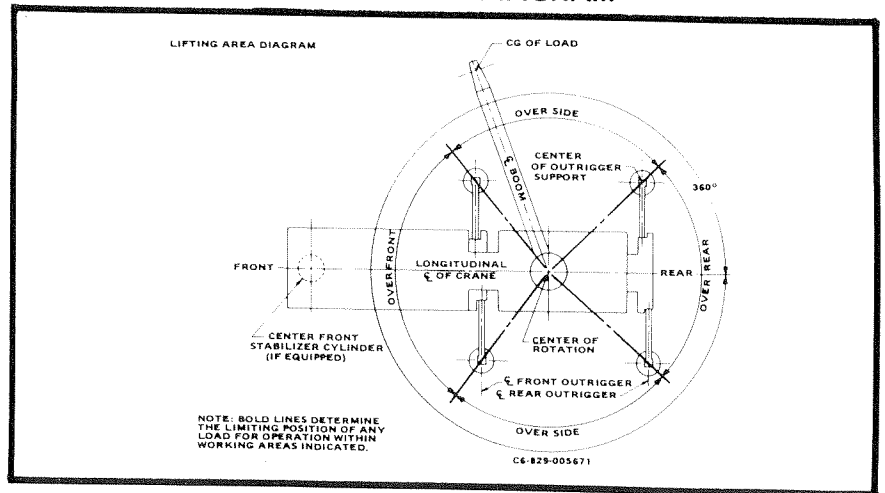 LIFTING AREA DIAGRAM
CG OF LOAD
OVER SIDE
℄ BOOM
CENTER
OF OUTRIGGER
SUPPORT
360°
FRONT
OVER FRONT
LONGITUDINAL
℄ OF CRANE
REAR
OVER REAR
CENTER FRONT
STABILIZER CYLINDER
(IF EQUIPPED)
CENTER OF
ROTATION
℄ FRONT OUTRIGGER
℄ REAR OUTRIGGER
NOTE: BOLD LINES DETERMINE
THE LIMITING POSITION OF ANY
LOAD FOR OPERATION WITHIN
WORKING AREAS INDICATED.
OVER SIDE
C6-829-005671